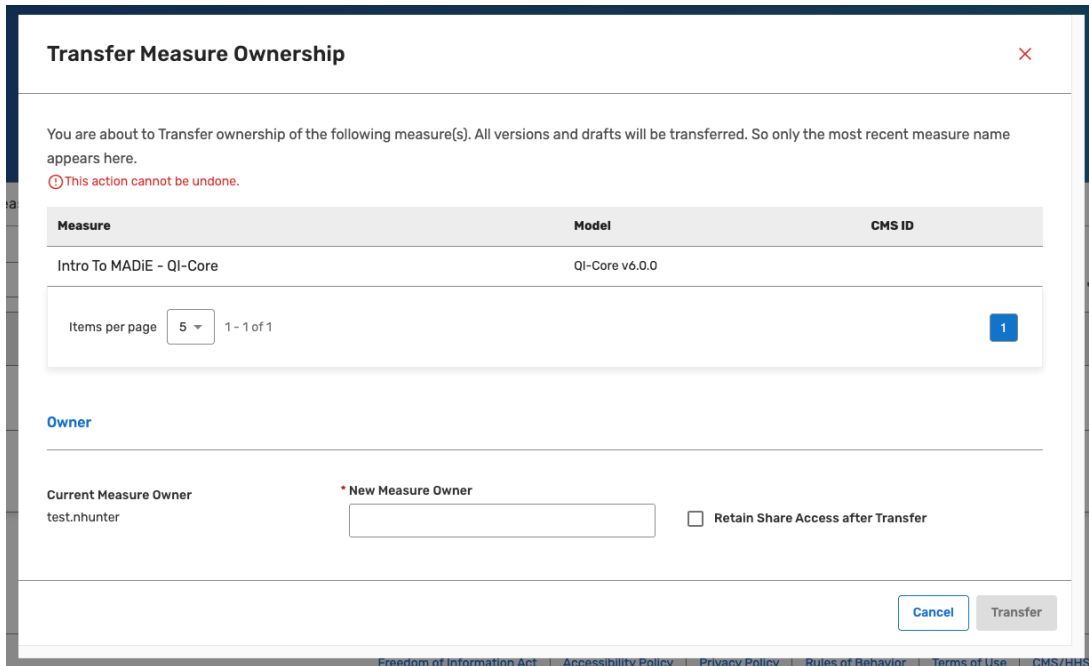 Transfer Measure Ownership
You are about to Transfer ownership of the following measure(s). All versions and drafts will be transferred. So only the most recent measure name
appears here.
This action cannot be undone.
Measure Model CMS ID
Intro To MADiE - QI-Core QI-Core v6.0.0
Items per page 5 1 - 1 of 1 1
Owner
Current Measure Owner * New Measure Owner
test.nhunter Retain Share Access after Transfer
Cancel Transfer
Freedom of Information Act | Accessibility Policy | Privacy Policy | Rules of Behavior | Terms of Use | CMS/HHS